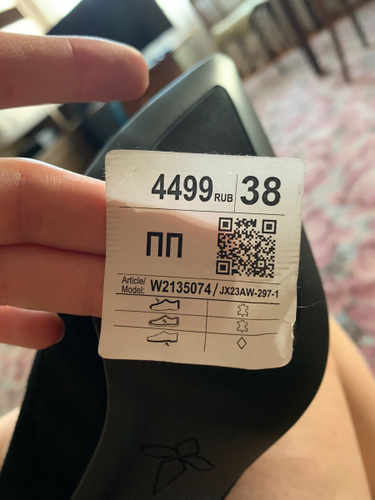 4499 RUB 38
ПП
Article/
Model: W2135074 / JX23AW-297-1